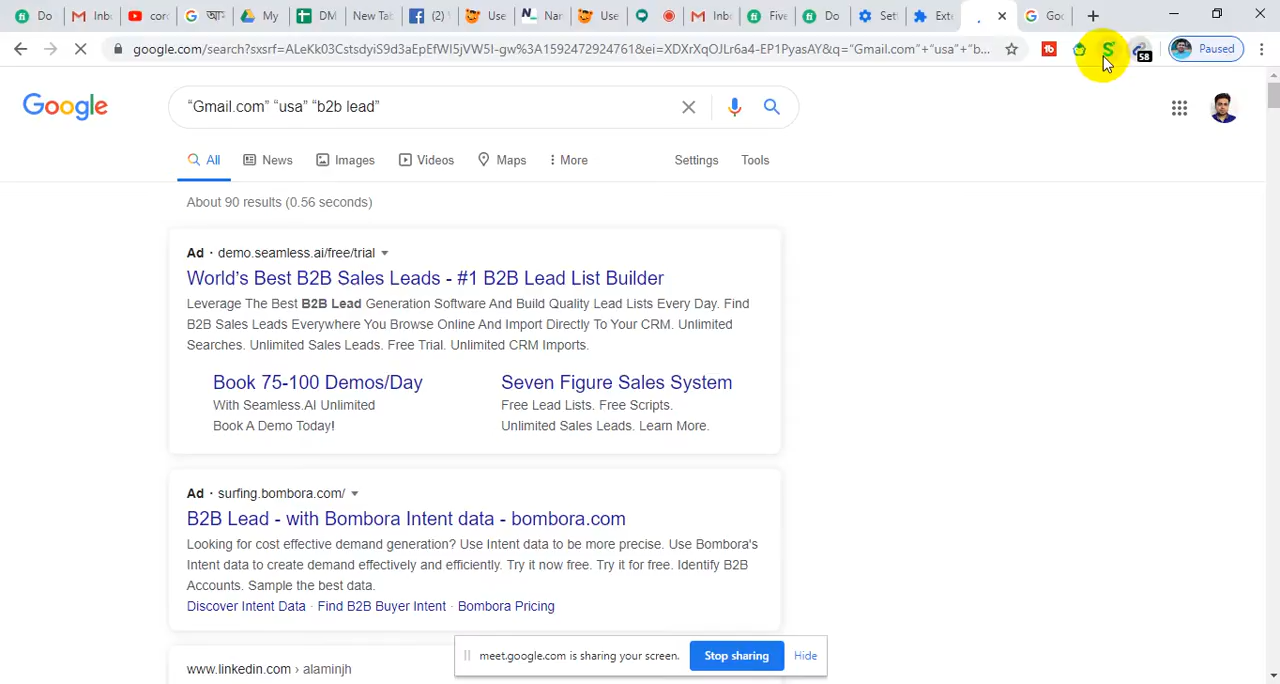 Do
Inbo
cord
আমা
My
DM
New Tab
(2)
Use
Nan
Use
Inb
Five
Do
Set
Exte
Goo
google.com/search?sxsrf=ALeKk03CstsdyiS9d3aEpEfWI5jVW5I-gw%3A1592472924761&ei=XDXrXqOJLr6a4-EP1PyasAY&q="Gmail.com"+"usa"+"b...
58
Paused
Google
“Gmail.com” “usa” “b2b lead”
All
News
Images
Videos
Maps
More
Settings
Tools
About 90 results (0.56 seconds)
Ad · demo.seamless.ai/free/trial
World's Best B2B Sales Leads - #1 B2B Lead List Builder
Leverage The Best B2B Lead Generation Software And Build Quality Lead Lists Every Day. Find
B2B Sales Leads Everywhere You Browse Online And Import Directly To Your CRM. Unlimited
Searches. Unlimited Sales Leads. Free Trial. Unlimited CRM Imports.
Book 75-100 Demos/Day
With Seamless.AI Unlimited
Book A Demo Today!
Seven Figure Sales System
Free Lead Lists. Free Scripts.
Unlimited Sales Leads. Learn More.
Ad · surfing.bombora.com/
B2B Lead - with Bombora Intent data - bombora.com
Looking for cost effective demand generation? Use Intent data to be more precise. Use Bombora's
Intent data to create demand effectively and efficiently. Try it now free. Try it for free. Identify B2B
Accounts. Sample the best data.
Discover Intent Data · Find B2B Buyer Intent · Bombora Pricing
www.linkedin.com › alaminjh
meet.google.com is sharing your screen.
Stop sharing
Hide